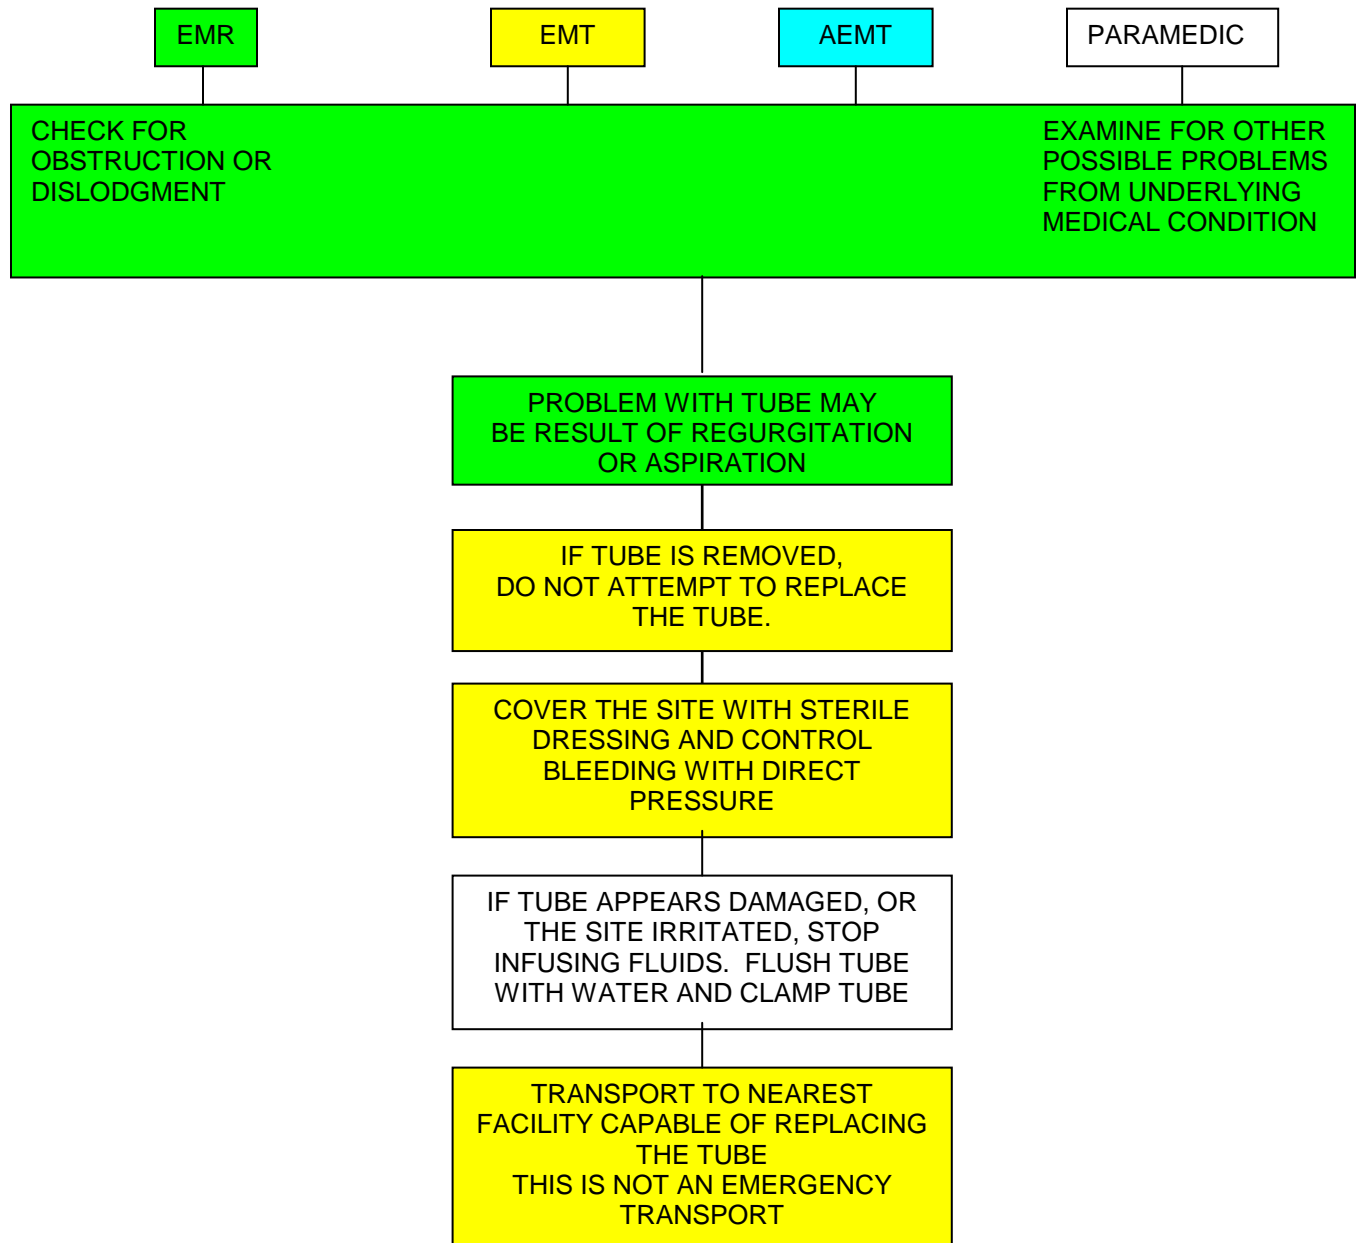 EMR
EMT
AEMT
PARAMEDIC
CHECK FOR
OBSTRUCTION OR
DISLODGMENT
EXAMINE FOR OTHER
POSSIBLE PROBLEMS
FROM UNDERLYING
MEDICAL CONDITION
PROBLEM WITH TUBE MAY
BE RESULT OF REGURGITATION
OR ASPIRATION
IF TUBE IS REMOVED,
DO NOT ATTEMPT TO REPLACE
THE TUBE.
COVER THE SITE WITH STERILE
DRESSING AND CONTROL
BLEEDING WITH DIRECT
PRESSURE
IF TUBE APPEARS DAMAGED, OR
THE SITE IRRITATED, STOP
INFUSING FLUIDS.  FLUSH TUBE
WITH WATER AND CLAMP TUBE
TRANSPORT TO NEAREST
FACILITY CAPABLE OF REPLACING
THE TUBE
THIS IS NOT AN EMERGENCY
TRANSPORT